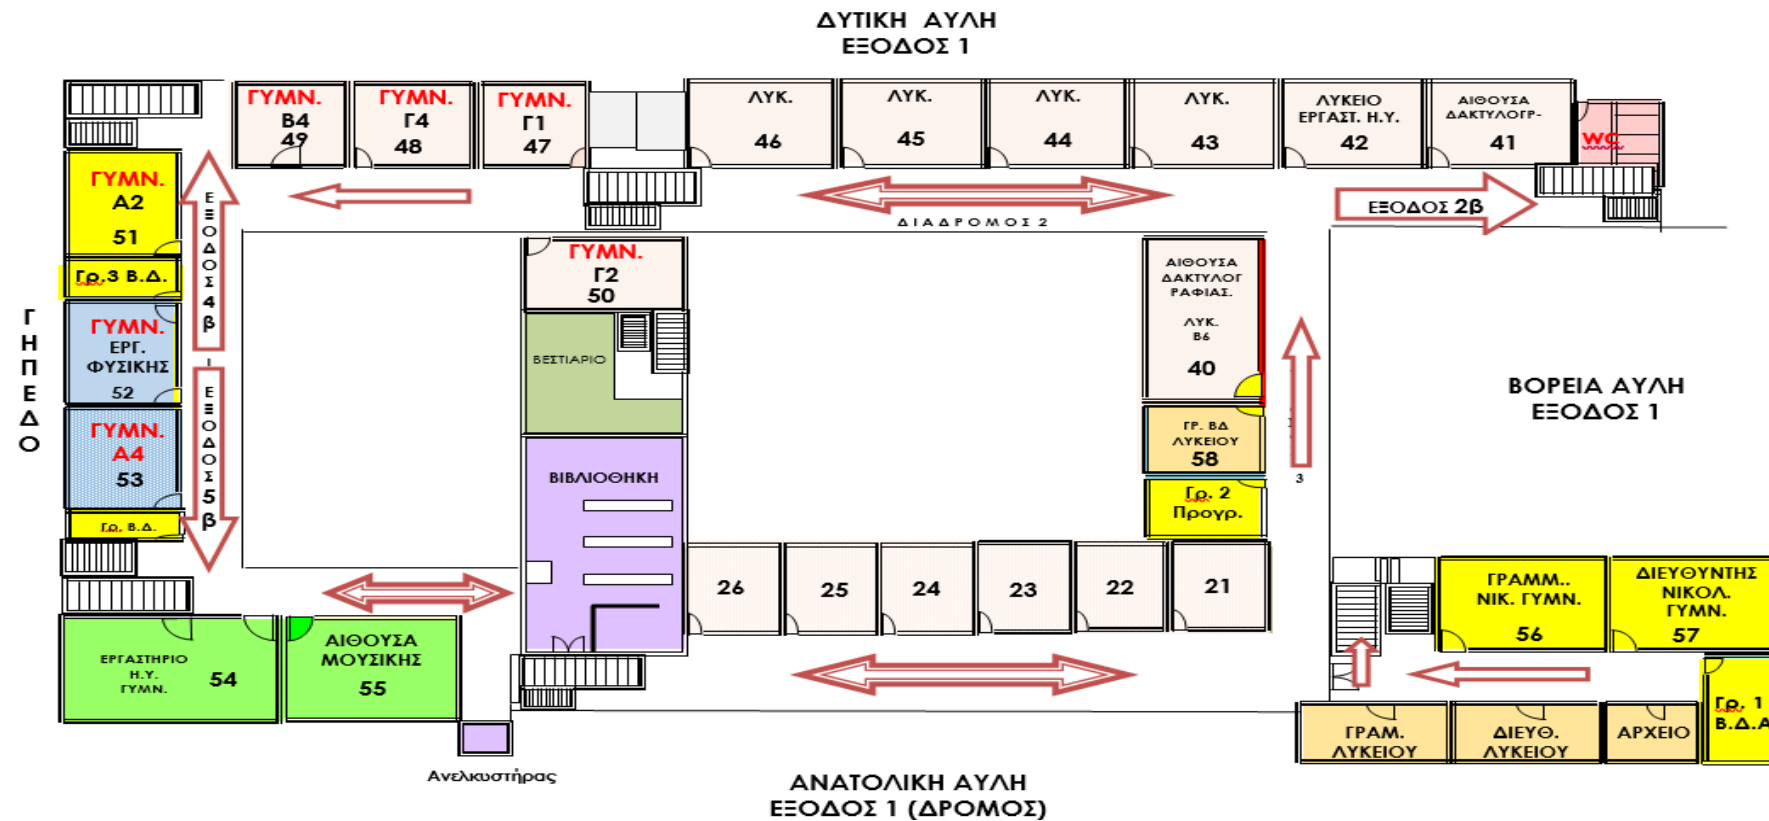 ΔΥΤΙΚΗ ΑΥΛΗ
ΕΞΟΔΟΣ 1
ΓΥΜΝ.
Β4
49
ΓΥΜΝ.
Γ4
48
ΓΥΜΝ.
Γ1
47
ΛΥΚ.
46
ΛΥΚ.
45
ΛΥΚ.
44
ΛΥΚ.
43
ΛΥΚΕΙΟ
ΕΡΓΑΣΤ. Η.Υ.
42
ΑΙΘΟΥΣΑ
ΔΑΚΤΥΛΟΓΡ-
41
WC
ΕΞΟΔΟΣ 2β
ΔΙΑΔΡΟΜΟΣ 2
ΓΥΜΝ.
Α2
51
Γρ.3 Β.Δ.
ΓΥΜΝ.
ΕΡΓ.
ΦΥΣΙΚΗΣ
52
ΓΥΜΝ.
Α4
53
Γρ. Β.Δ.
ΕΞΟΔΟΣ 4β
ΕΞΟΔΟΣ 5β
ΓΗΠΕΔΟ
ΓΥΜΝ.
Γ2
50
ΒΕΣΤΙΑΡΙΟ
ΒΙΒΛΙΟΘΗΚΗ
ΑΙΘΟΥΣΑ
ΔΑΚΤΥΛΟΓ
ΡΑΦΙΑΣ.
ΛΥΚ.
Β6
40
ΓΡ. ΒΔ
ΛΥΚΕΙΟΥ
58
Γρ. 2
Προγρ.
3
ΒΟΡΕΙΑ ΑΥΛΗ
ΕΞΟΔΟΣ 1
26
25
24
23
22
21
ΓΡΑΜΜ..
ΝΙΚ. ΓΥΜΝ.
56
ΔΙΕΥΘΥΝΤΗΣ
ΝΙΚΟΛ.
ΓΥΜΝ.
57
ΕΡΓΑΣΤΗΡΙΟ
Η.Υ.
ΓΥΜΝ.
54
ΑΙΘΟΥΣΑ
ΜΟΥΣΙΚΗΣ
55
ΓΡΑΜ.
ΛΥΚΕΙΟΥ
ΔΙΕΥΘ.
ΛΥΚΕΙΟΥ
ΑΡΧΕΙΟ
Γρ. 1
Β.Δ.Α
Ανελκυστήρας
ΑΝΑΤΟΛΙΚΗ ΑΥΛΗ
ΕΞΟΔΟΣ 1 (ΔΡΟΜΟΣ)